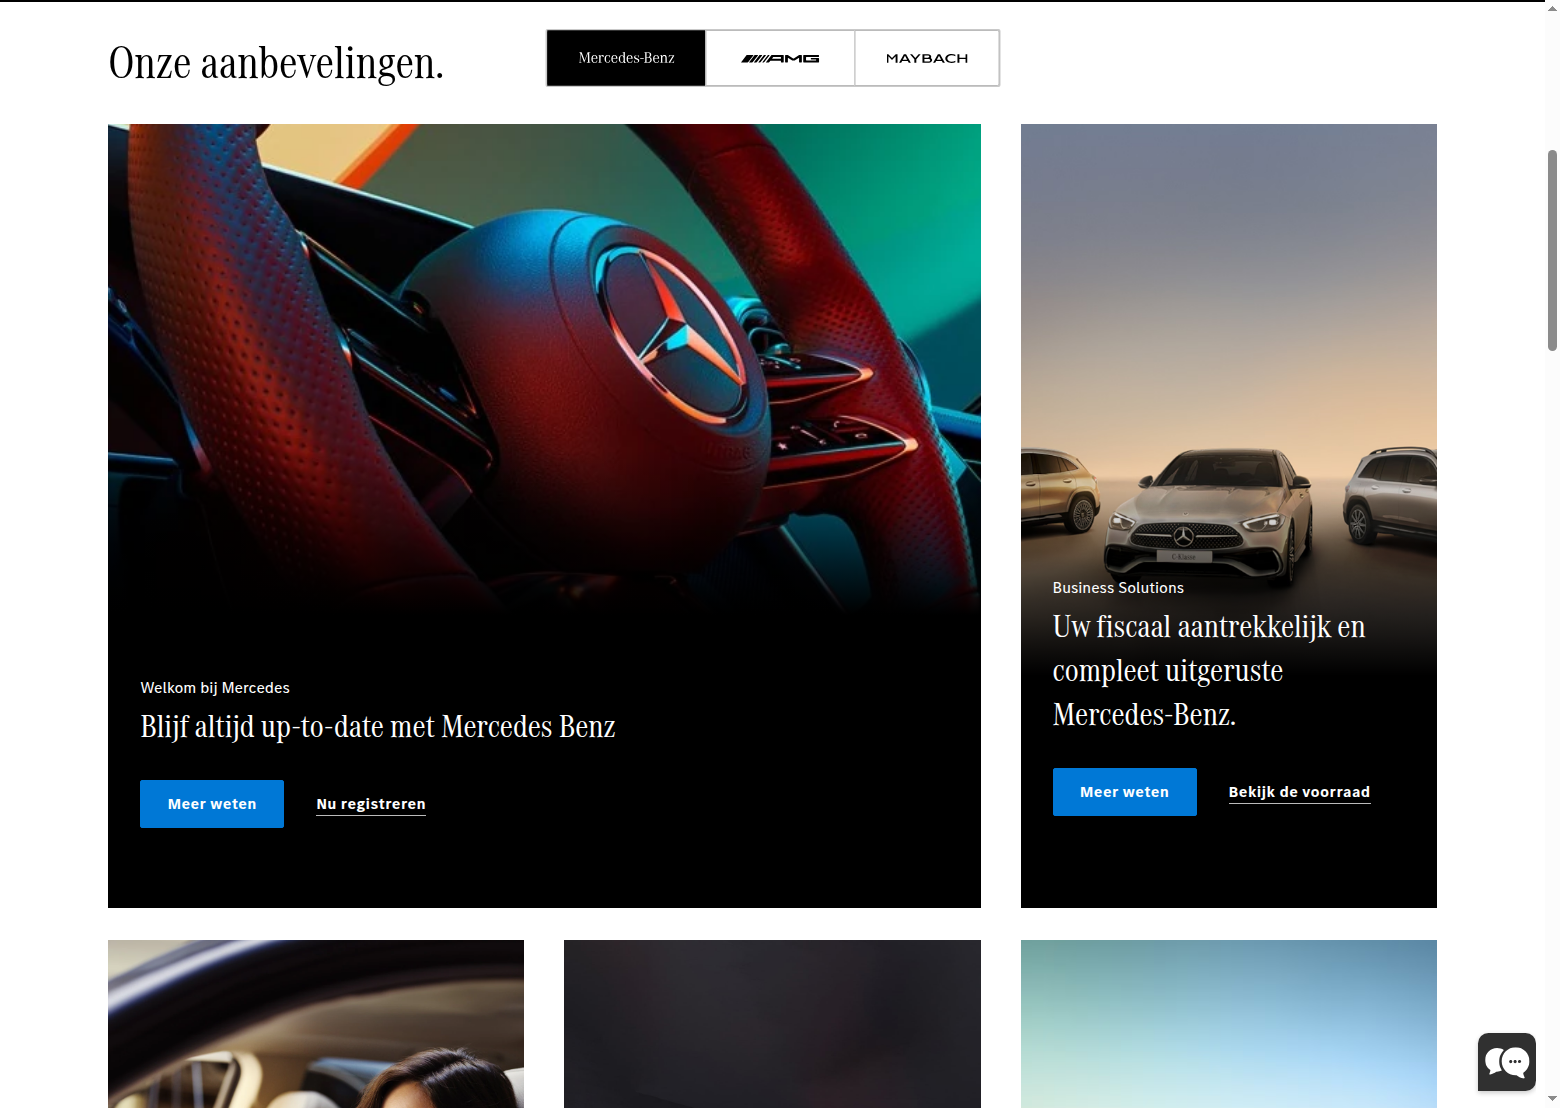 Onze aanbevelingen.
Mercedes-Benz
AMG
MAYBACH
C-Klasse
Business Solutions
Uw fiscaal aantrekkelijk en
compleet uitgeruste
Mercedes-Benz.
Meer weten
Bekijk de voorraad
Welkom bij Mercedes
Blijf altijd up-to-date met Mercedes Benz
Meer weten
Nu registreren